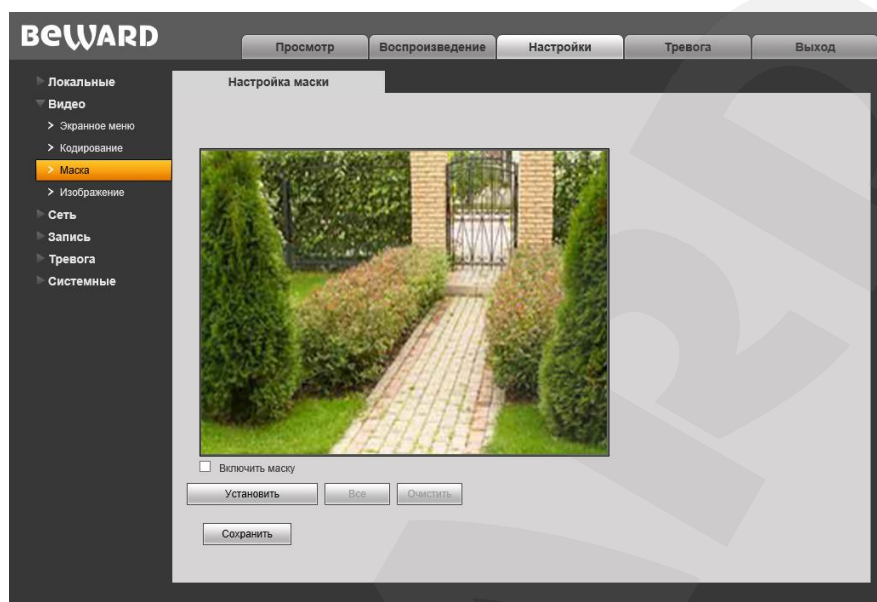 BEWARD
Просмотр
Воспроизведение
Настройки
Тревога
Выход
Локальные
Видео
Экранное меню
Кодирование
Маска
Изображение
Сеть
Запись
Тревога
Системные
Настройка маски
Включить маску
Установить
Все
Очистить
Сохранить